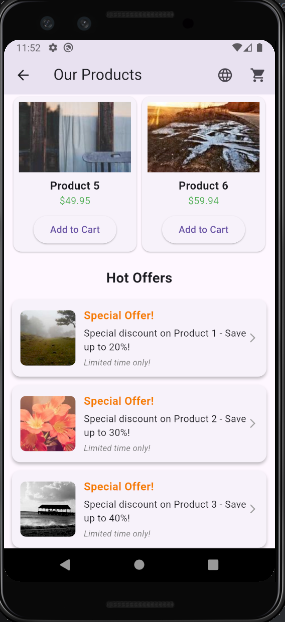 11:52
Our Products
Product 5
$49.95
Add to Cart
Product 6
$59.94
Add to Cart
Hot Offers
Special Offer!
Special discount on Product 1 - Save
up to 20%!
Limited time only!
Special Offer!
Special discount on Product 2 - Save
up to 30%!
Limited time only!
Special Offer!
Special discount on Product 3 - Save
up to 40%!
Limited time only!